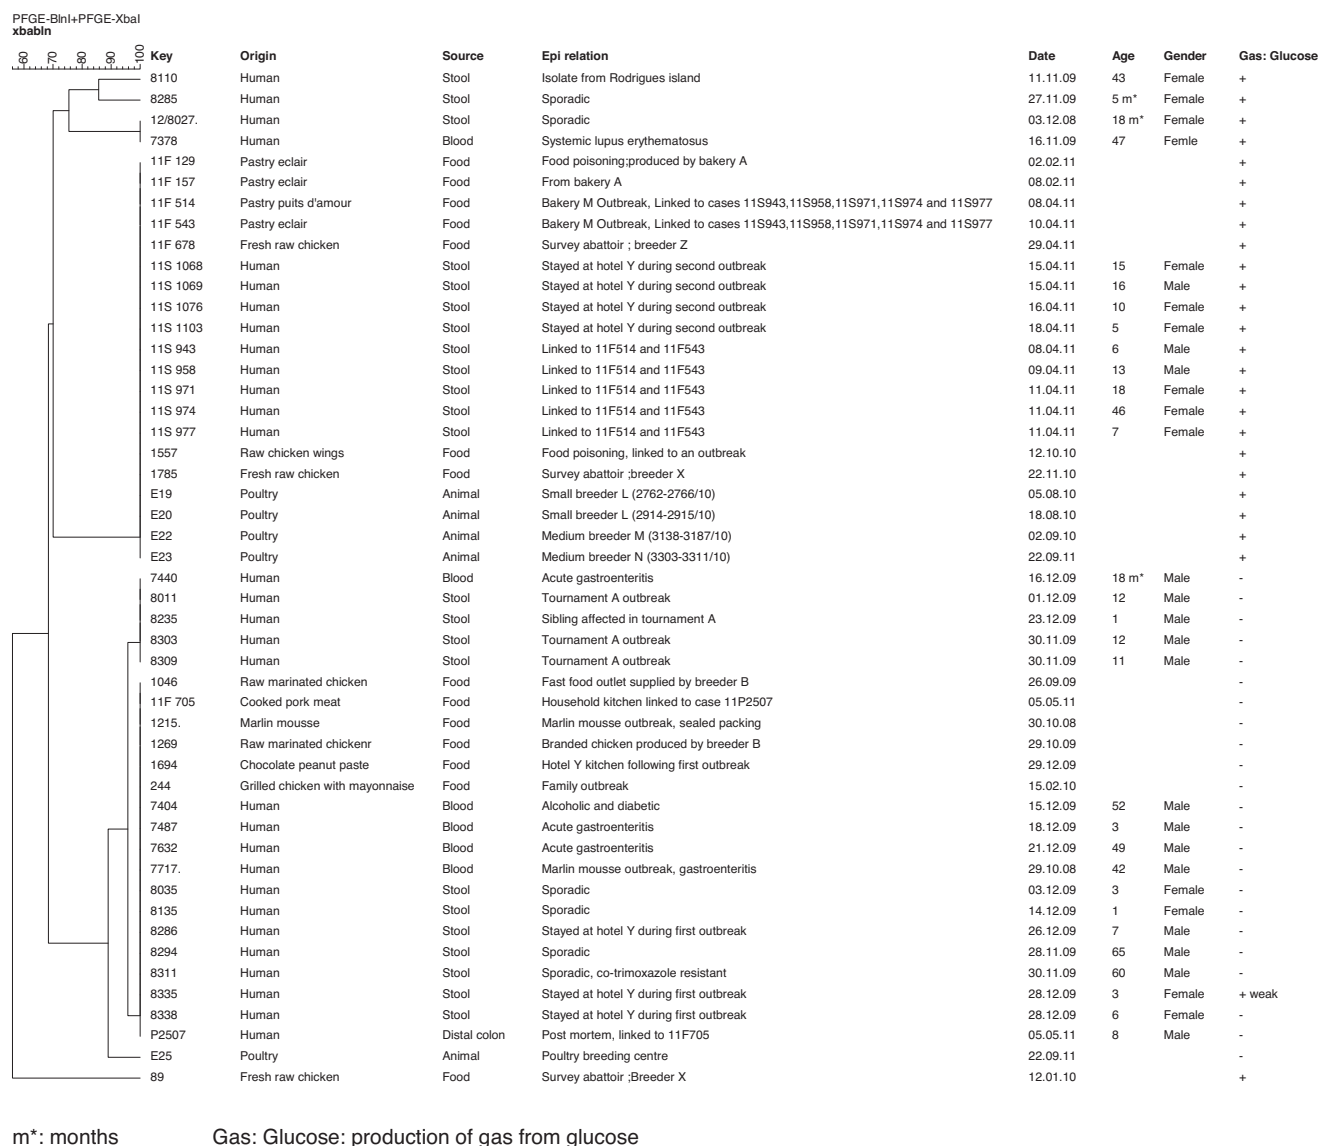 PFGE-BlnI+PFGE-XbaI
xbabln
60 70 80 90 100 Key Origin Source Epi relation Date Age Gender Gas: Glucose
8110 Human Stool Isolate from Rodrigues island 11.11.09 43 Female +
8285 Human Stool Sporadic 27.11.09 5 m* Female +
12/8027. Human Stool Sporadic 03.12.08 18 m* Female +
7378 Human Blood Systemic lupus erythematosus 16.11.09 47 Femle +
11F 129 Pastry eclair Food Food poisoning;produced by bakery A 02.02.11 +
11F 157 Pastry eclair Food From bakery A 08.02.11 +
11F 514 Pastry puits d'amour Food Bakery M Outbreak, Linked to cases 11S943,11S958,11S971,11S974 and 11S977 08.04.11 +
11F 543 Pastry eclair Food Bakery M Outbreak, Linked to cases 11S943,11S958,11S971,11S974 and 11S977 10.04.11 +
11F 678 Fresh raw chicken Food Survey abattoir ; breeder Z 29.04.11 +
11S 1068 Human Stool Stayed at hotel Y during second outbreak 15.04.11 15 Female +
11S 1069 Human Stool Stayed at hotel Y during second outbreak 15.04.11 16 Male +
11S 1076 Human Stool Stayed at hotel Y during second outbreak 16.04.11 10 Female +
11S 1103 Human Stool Stayed at hotel Y during second outbreak 18.04.11 5 Female +
11S 943 Human Stool Linked to 11F514 and 11F543 08.04.11 6 Male +
11S 958 Human Stool Linked to 11F514 and 11F543 09.04.11 13 Male +
11S 971 Human Stool Linked to 11F514 and 11F543 11.04.11 18 Female +
11S 974 Human Stool Linked to 11F514 and 11F543 11.04.11 46 Female +
11S 977 Human Stool Linked to 11F514 and 11F543 11.04.11 7 Female +
1557 Raw chicken wings Food Food poisoning, linked to an outbreak 12.10.10 +
1785 Fresh raw chicken Food Survey abattoir ;breeder X 22.11.10 +
E19 Poultry Animal Small breeder L (2762-2766/10) 05.08.10 +
E20 Poultry Animal Small breeder L (2914-2915/10) 18.08.10 +
E22 Poultry Animal Medium breeder M (3138-3187/10) 02.09.10 +
E23 Poultry Animal Medium breeder N (3303-3311/10) 22.09.11 +
7440 Human Blood Acute gastroenteritis 16.12.09 18 m* Male -
8011 Human Stool Tournament A outbreak 01.12.09 12 Male -
8235 Human Stool Sibling affected in tournament A 23.12.09 1 Male -
8303 Human Stool Tournament A outbreak 30.11.09 12 Male -
8309 Human Stool Tournament A outbreak 30.11.09 11 Male -
1046 Raw marinated chicken Food Fast food outlet supplied by breeder B 26.09.09 -
11F 705 Cooked pork meat Food Household kitchen linked to case 11P2507 05.05.11 -
1215. Marlin mousse Food Marlin mousse outbreak, sealed packing 30.10.08 -
1269 Raw marinated chickenr Food Branded chicken produced by breeder B 29.10.09 -
1694 Chocolate peanut paste Food Hotel Y kitchen following first outbreak 29.12.09 -
244 Grilled chicken with mayonnaise Food Family outbreak 15.02.10 -
7404 Human Blood Alcoholic and diabetic 15.12.09 52 Male -
7487 Human Blood Acute gastroenteritis 18.12.09 3 Male -
7632 Human Blood Acute gastroenteritis 21.12.09 49 Male -
7717. Human Blood Marlin mousse outbreak, gastroenteritis 29.10.08 42 Male -
8035 Human Stool Sporadic 03.12.09 3 Female -
8135 Human Stool Sporadic 14.12.09 1 Female -
8286 Human Stool Stayed at hotel Y during first outbreak 26.12.09 7 Male -
8294 Human Stool Sporadic 28.11.09 65 Male -
8311 Human Stool Sporadic, co-trimoxazole resistant 30.11.09 60 Male -
8335 Human Stool Stayed at hotel Y during first outbreak 28.12.09 3 Female + weak
8338 Human Stool Stayed at hotel Y during first outbreak 28.12.09 6 Female -
P2507 Human Distal colon Post mortem, linked to 11F705 05.05.11 8 Male -
E25 Poultry Animal Poultry breeding centre 22.09.11 -
89 Fresh raw chicken Food Survey abattoir ;Breeder X 12.01.10 +
m*: months Gas: Glucose: production of gas from glucose